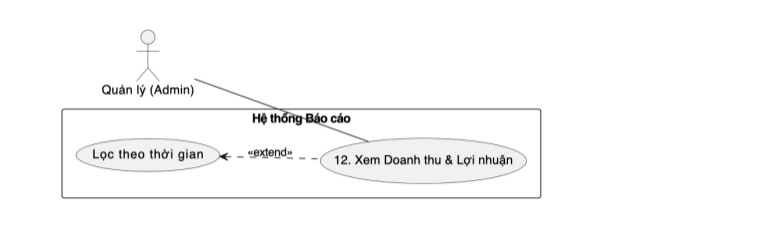 Quản lý (Admin)
Hệ thống Báo cáo
Lọc theo thời gian
«extend»
12. Xem Doanh thu & Lợi nhuận